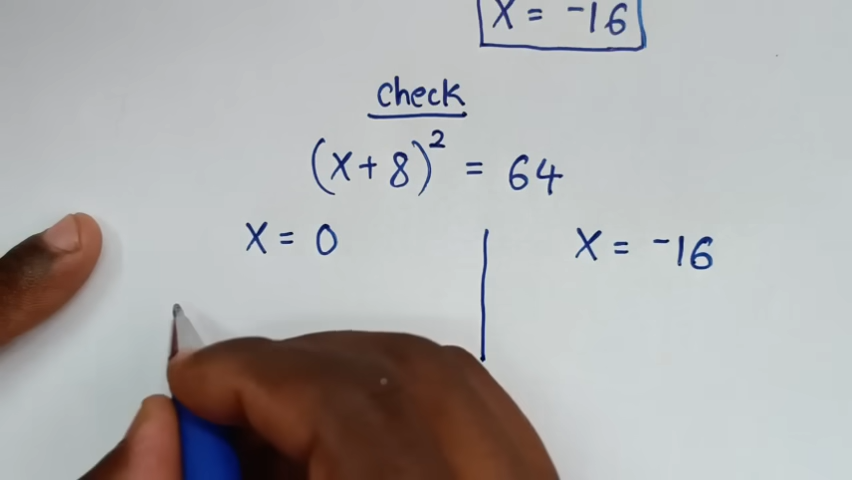 X = -16
check
(x+8)² = 64
X = 0 | X = -16